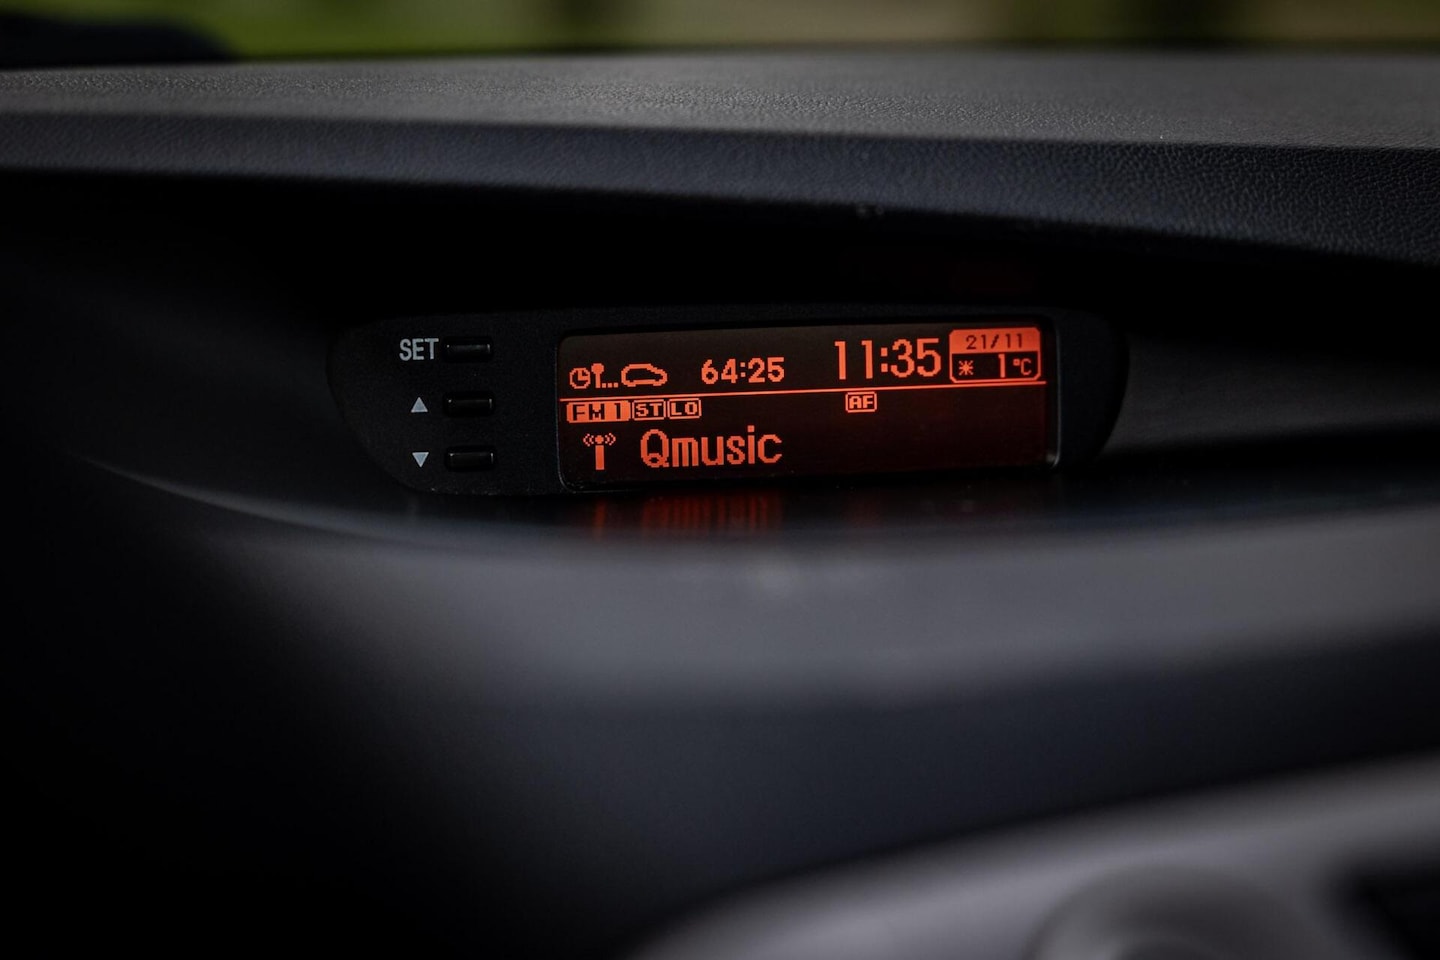 SET
64:25 11:35 21/11
1°C
FM 1 ST LO AF
Qmusic